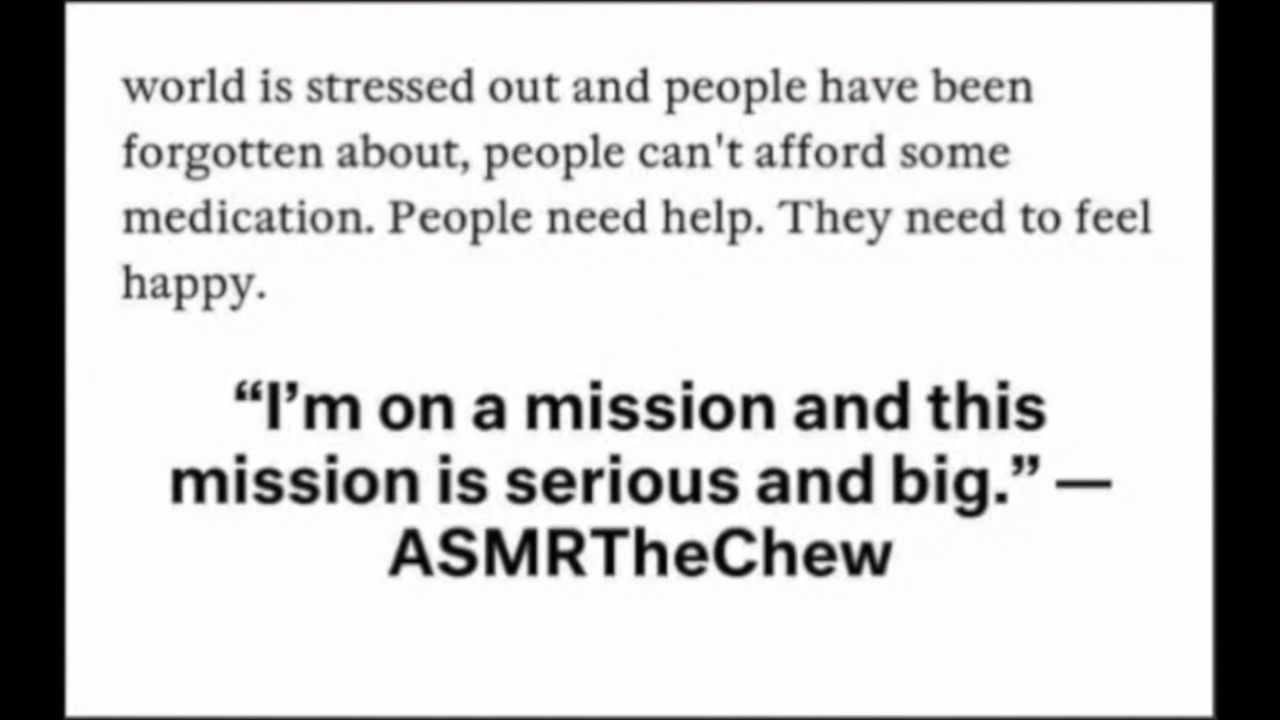 world is stressed out and people have been
forgotten about, people can't afford some
medication. People need help. They need to feel
happy.
“I’m on a mission and this
mission is serious and big.” —
ASMRTheChew